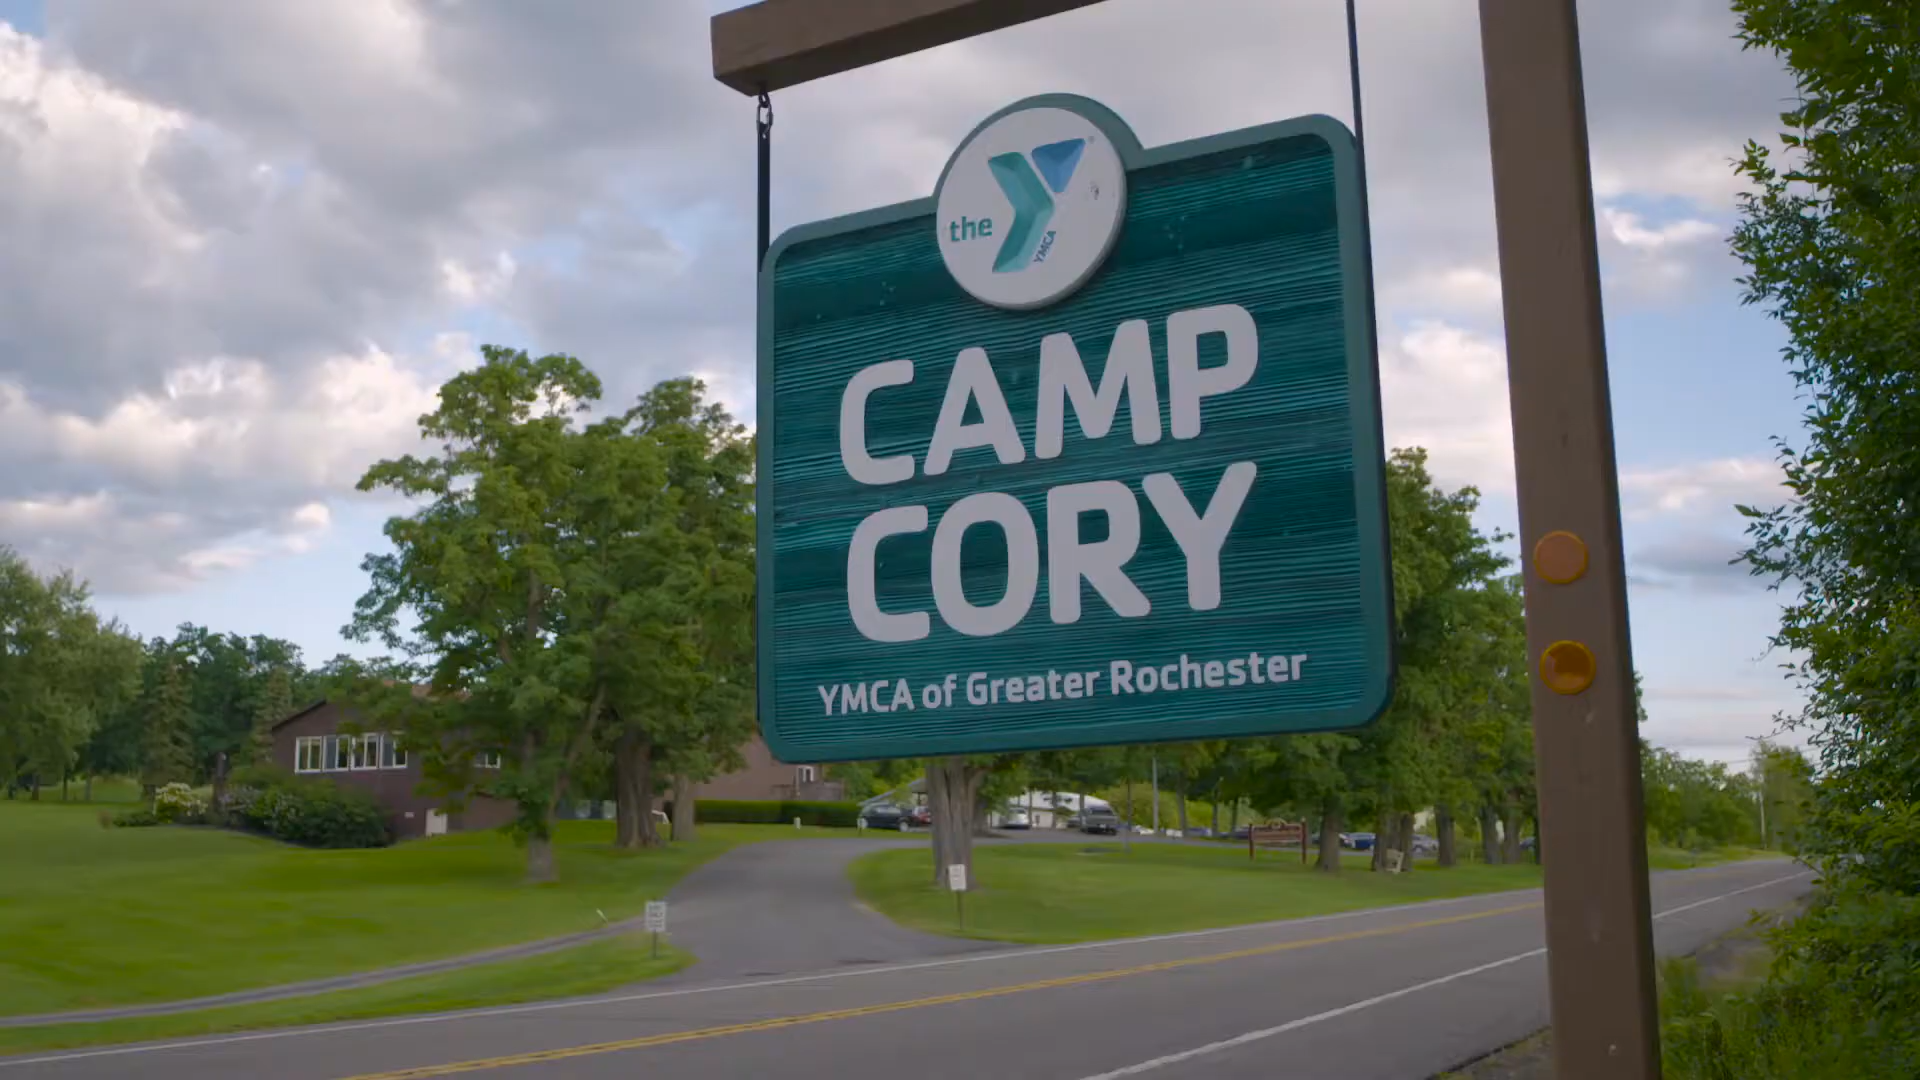 the
YMCA
CAMP
CORY
YMCA of Greater Rochester